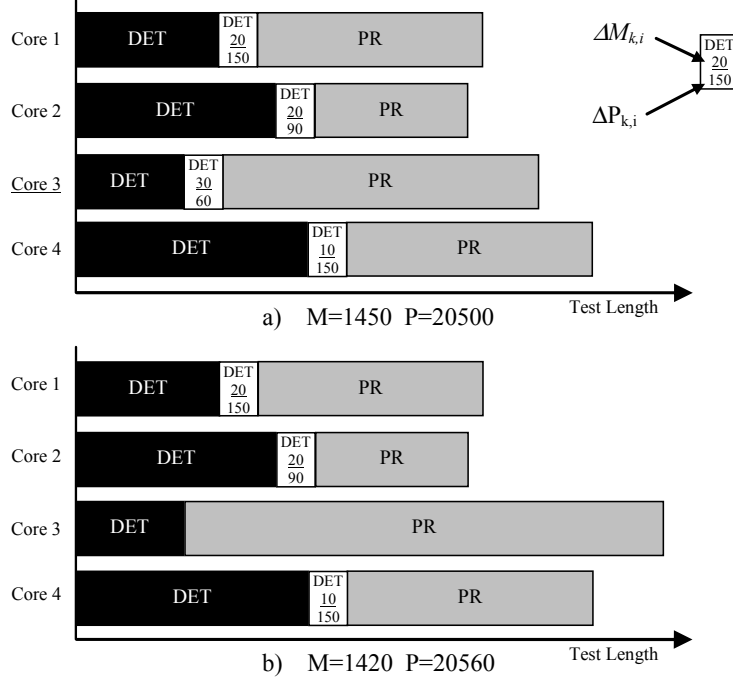 Core 1
DET
DET
20
150
PR
Core 2
DET
DET
20
90
PR
Core 3
DET
DET
30
60
PR
Core 4
DET
DET
10
150
PR
ΔM_{k,i}
ΔP_{k,i}
DET
20
150
Test Length
a) M=1450 P=20500
Core 1
DET
DET
20
150
PR
Core 2
DET
DET
20
90
PR
Core 3
DET
PR
Core 4
DET
DET
10
150
PR
Test Length
b) M=1420 P=20560